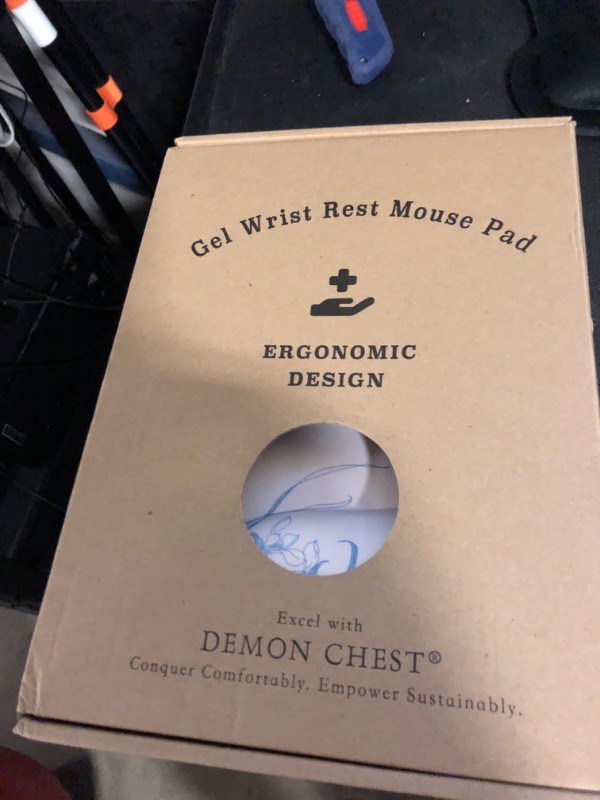 Gel Wrist Rest Mouse Pad
ERGONOMIC
DESIGN
Excel with
DEMON CHEST®
Conquer Comfortably. Empower Sustainably.